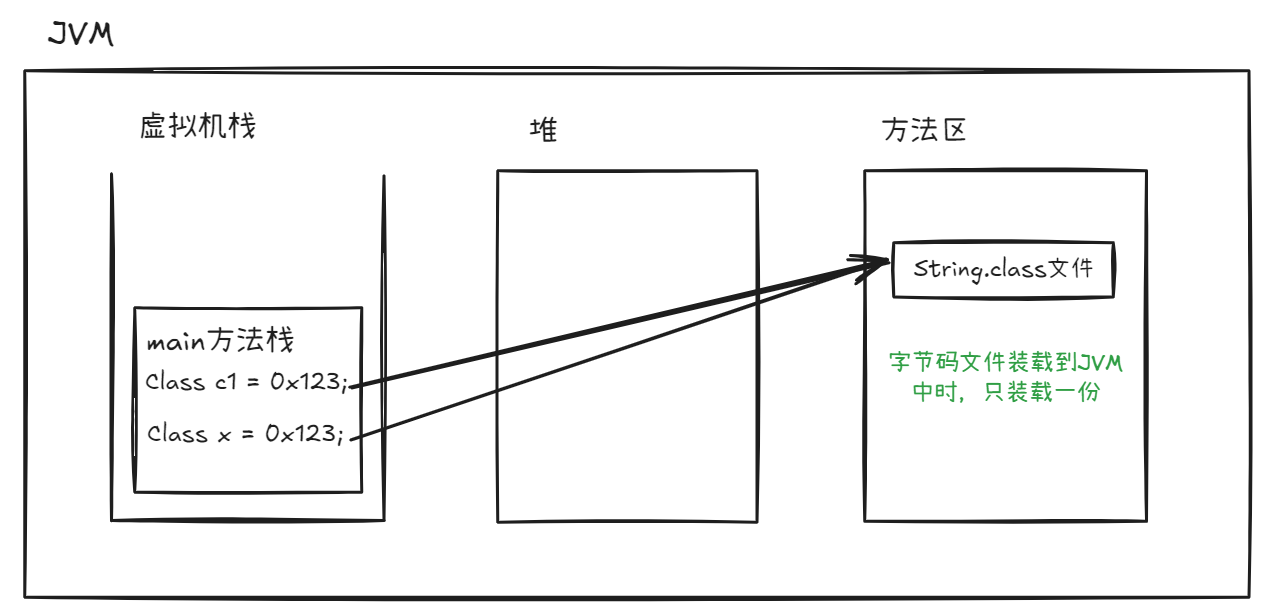 JVM
虚拟机栈
堆
方法区
String.class文件
main方法栈
Class c1 = 0x123;
Class x = 0x123;
字节码文件装载到JVM
中时，只装载一份